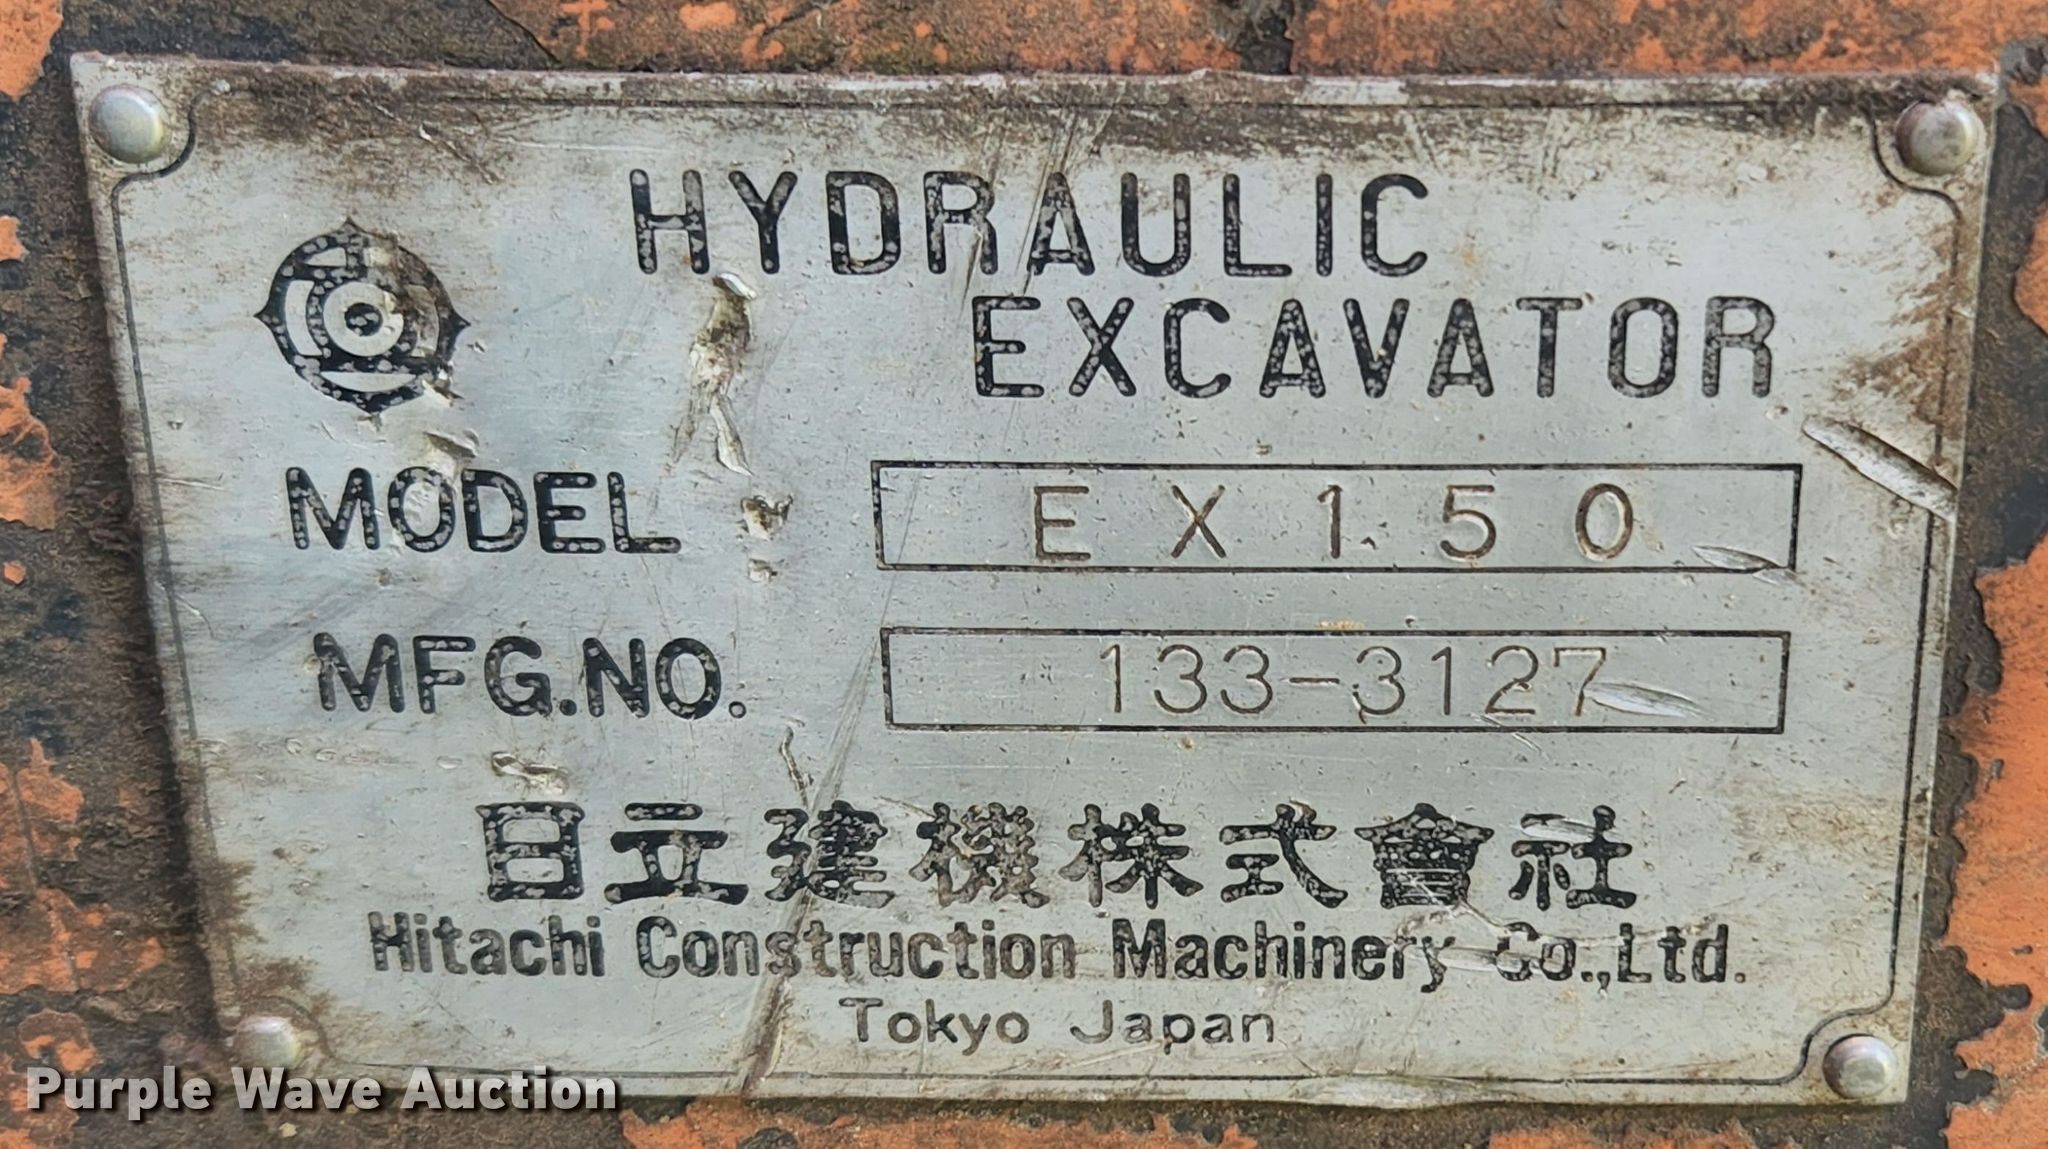 HYDRAULIC
EXCAVATOR
MODEL EX150
MFG.NO. 133-3127
日立建機株式會社
Hitachi Construction Machinery Co.,Ltd.
Tokyo Japan
Purple Wave Auction